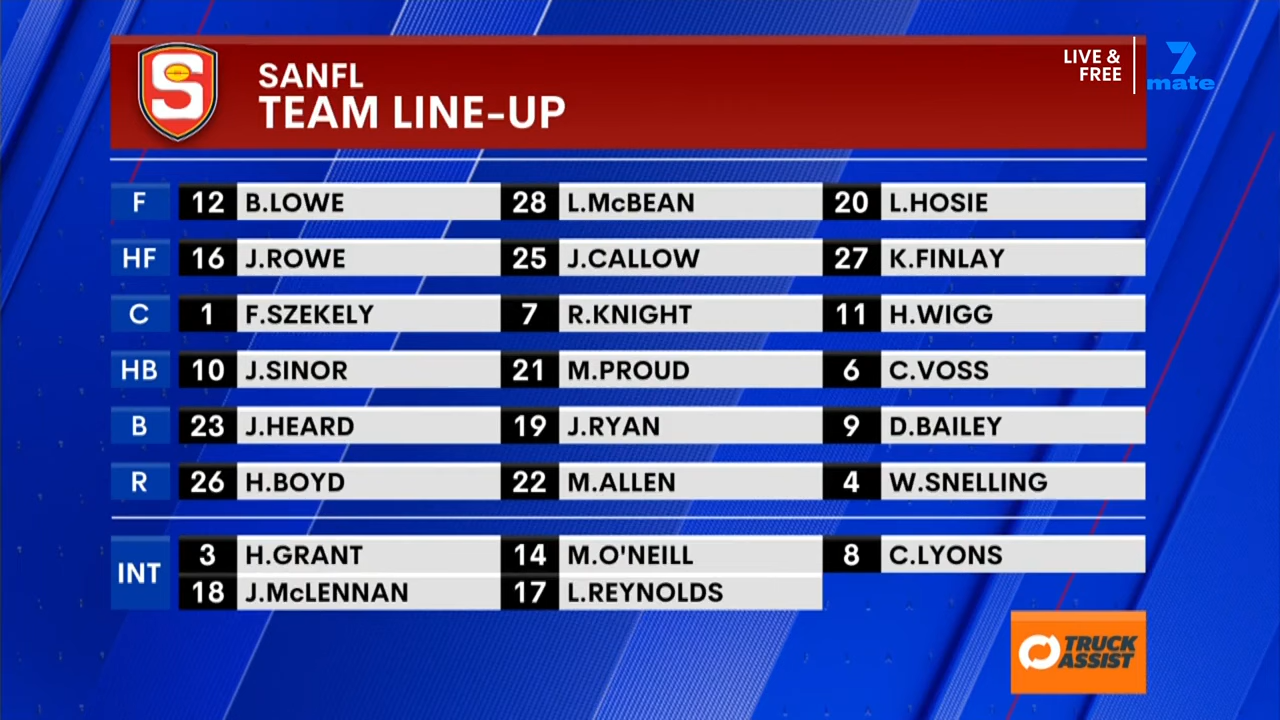 SANFL
TEAM LINE-UP
LIVE &
FREE
7
mate
F 12 B.LOWE 28 L.McBEAN 20 L.HOSIE
HF 16 J.ROWE 25 J.CALLOW 27 K.FINLAY
C 1 F.SZEKELY 7 R.KNIGHT 11 H.WIGG
HB 10 J.SINOR 21 M.PROUD 6 C.VOSS
B 23 J.HEARD 19 J.RYAN 9 D.BAILEY
R 26 H.BOYD 22 M.ALLEN 4 W.SNELLING
INT 3 H.GRANT 14 M.O'NEILL 8 C.LYONS
18 J.McLENNAN 17 L.REYNOLDS
TRUCK
ASSIST